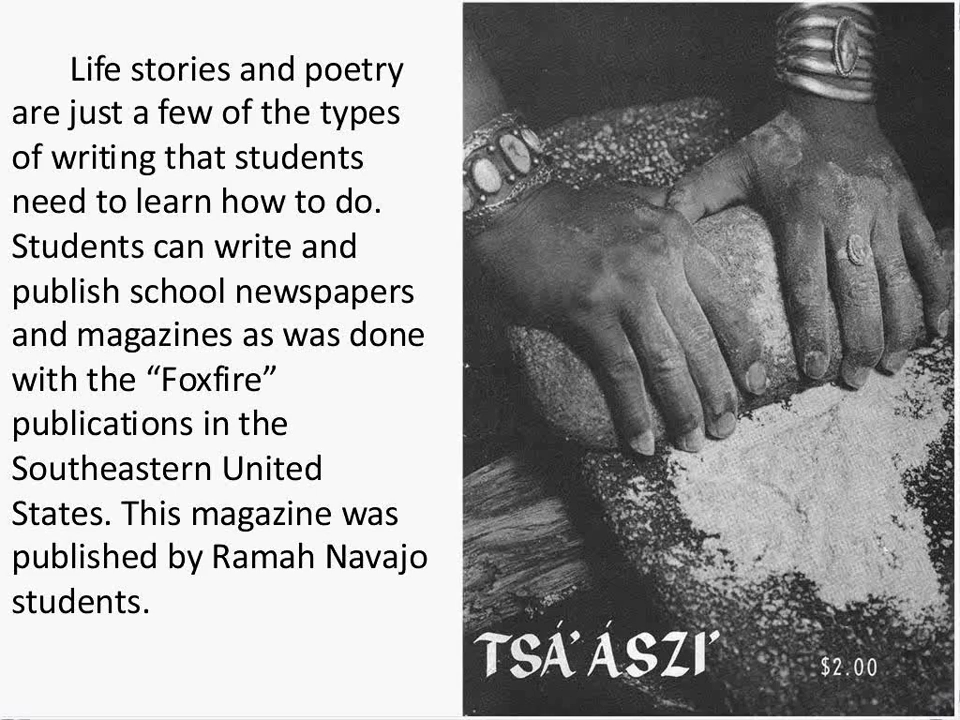 Life stories and poetry
are just a few of the types
of writing that students
need to learn how to do.
Students can write and
publish school newspapers
and magazines as was done
with the “Foxfire”
publications in the
Southeastern United
States. This magazine was
published by Ramah Navajo
students.
TSÁ’ÁSZI’
$2.00